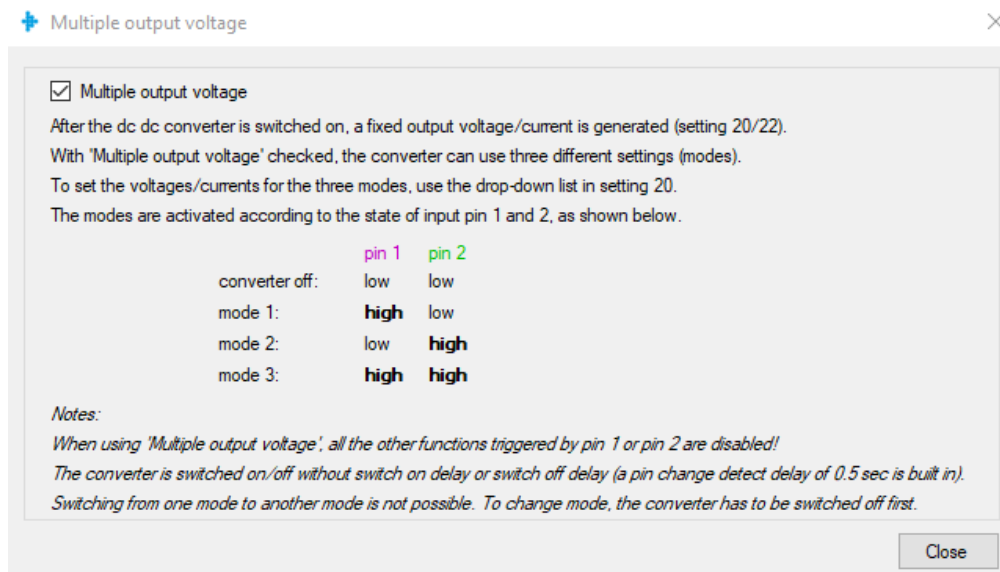 Multiple output voltage
Multiple output voltage
After the dc dc converter is switched on, a fixed output voltage/current is generated (setting 20/22).
With 'Multiple output voltage' checked, the converter can use three different settings (modes).
To set the voltages/currents for the three modes, use the drop-down list in setting 20.
The modes are activated according to the state of input pin 1 and 2, as shown below.
pin 1 pin 2
converter off: low low
mode 1: high low
mode 2: low high
mode 3: high high
Notes:
When using 'Multiple output voltage', all the other functions triggered by pin 1 or pin 2 are disabled!
The converter is switched on/off without switch on delay or switch off delay (a pin change detect delay of 0.5 sec is built in).
Switching from one mode to another mode is not possible. To change mode, the converter has to be switched off first.
Close